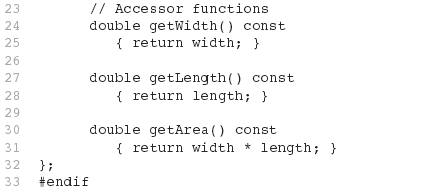 23       // Accessor functions
24       double getWidth() const
25          { return width; }
26
27       double getLength() const
28          { return length; }
29
30       double getArea() const
31          { return width * length; }
32 };
33 #endif